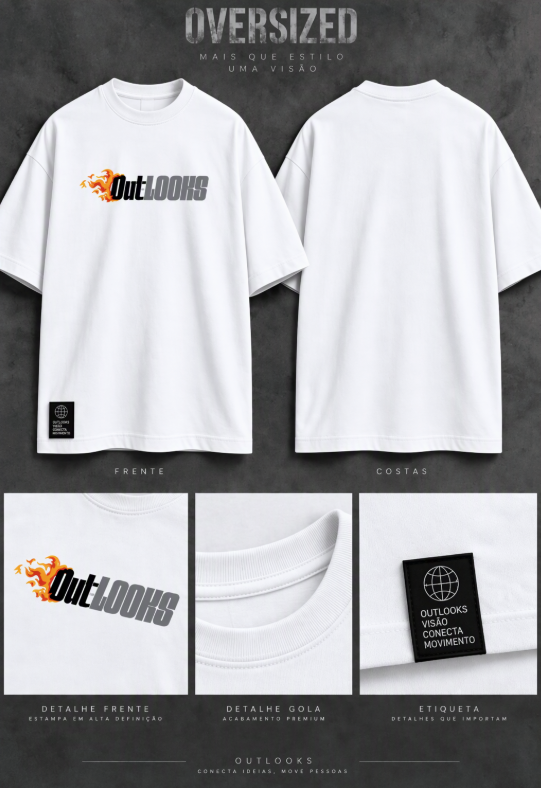 OVERSIZED
MAIS QUE ESTILO
UMA VISÃO
OutLOOKS
OUTLOOKS
VISÃO
CONECTA
MOVIMENTO
FRENTE
COSTAS
OutLOOKS
OUTLOOKS
VISÃO
CONECTA
MOVIMENTO
DETALHE FRENTE
ESTAMPA EM ALTA DEFINIÇÃO
DETALHE GOLA
ACABAMENTO PREMIUM
ETIQUETA
DETALHES QUE IMPORTAM
OUTLOOKS
CONECTA IDEIAS, MOVE PESSOAS